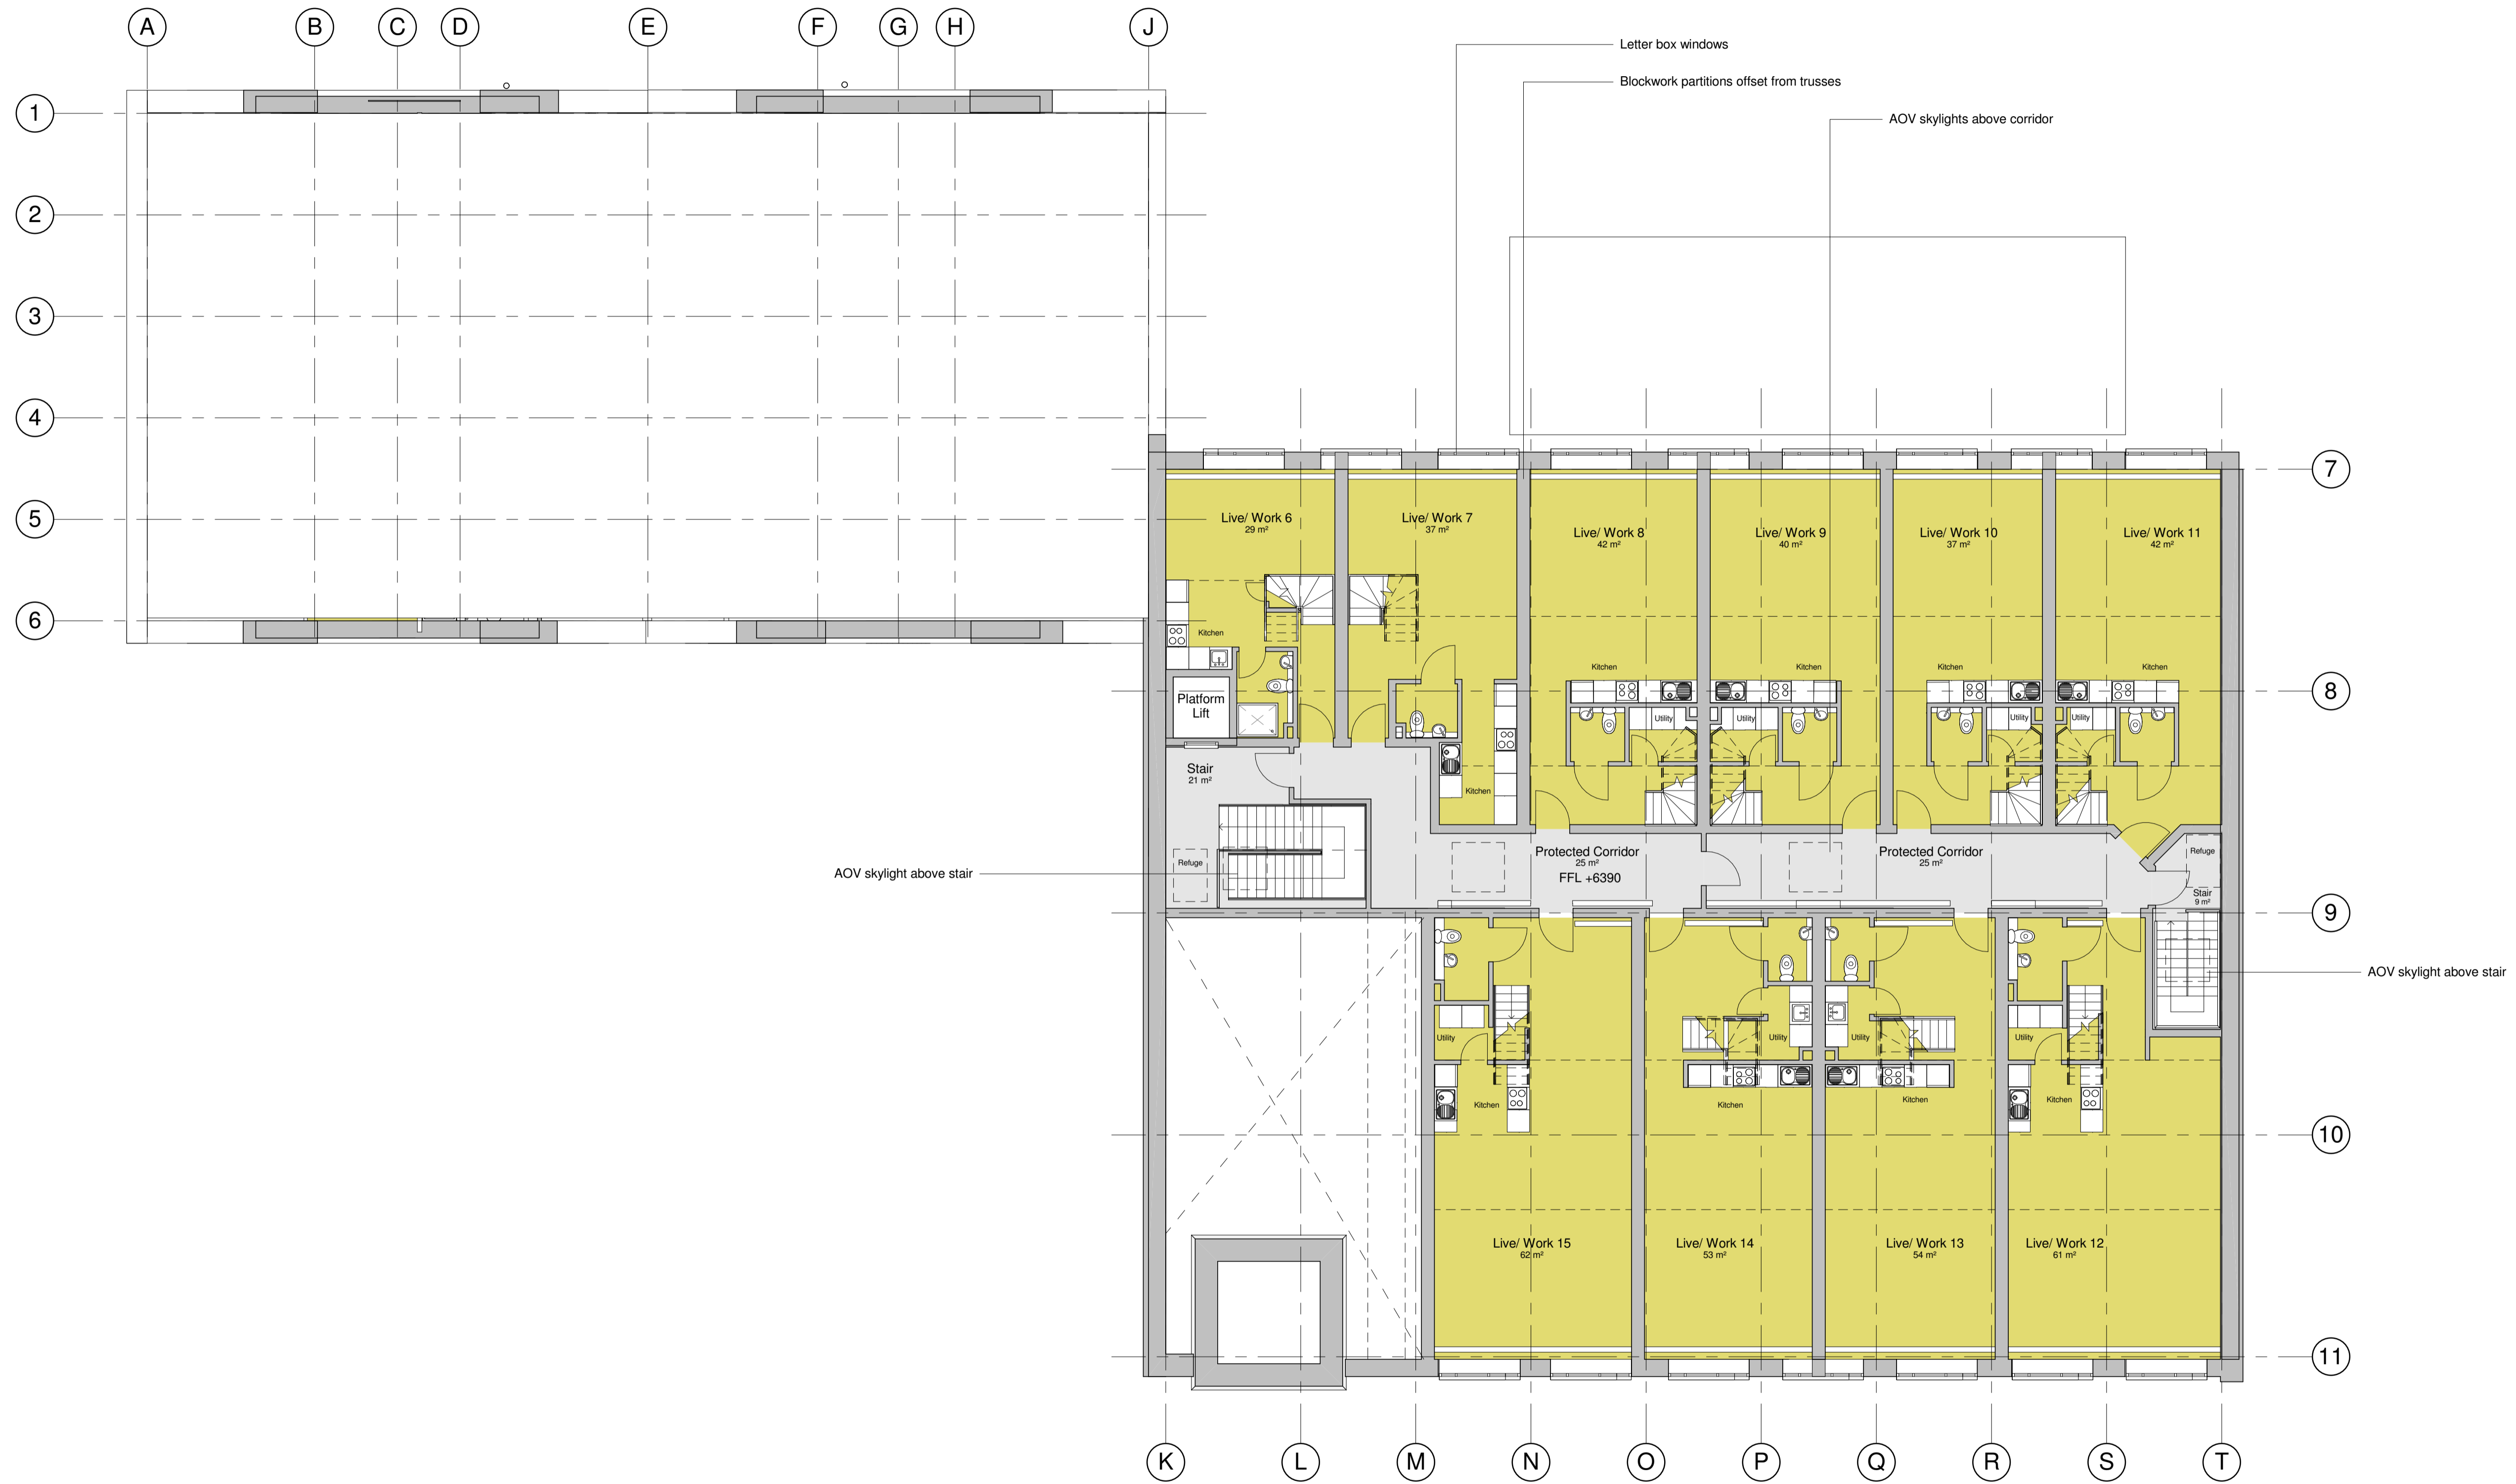 A B C D E F G H J
Letter box windows
Blockwork partitions offset from trusses
AOV skylights above corridor
1
2
3
4
5
6
7
8
9
10
11
Live/ Work 6
29 m²
Live/ Work 7
37 m²
Live/ Work 8
42 m²
Live/ Work 9
40 m²
Live/ Work 10
37 m²
Live/ Work 11
42 m²
Kitchen
Kitchen
Kitchen
Kitchen
Kitchen
Kitchen
Platform
Lift
Utility
Utility
Utility
Utility
Stair
21 m²
Refuge
Protected Corridor
25 m²
FFL +6390
Protected Corridor
25 m²
Refuge
Stair
9 m²
AOV skylight above stair
AOV skylight above stair
Utility
Utility
Utility
Utility
Kitchen
Kitchen
Kitchen
Kitchen
Live/ Work 15
62 m²
Live/ Work 14
53 m²
Live/ Work 13
54 m²
Live/ Work 12
61 m²
K L M N O P Q R S T